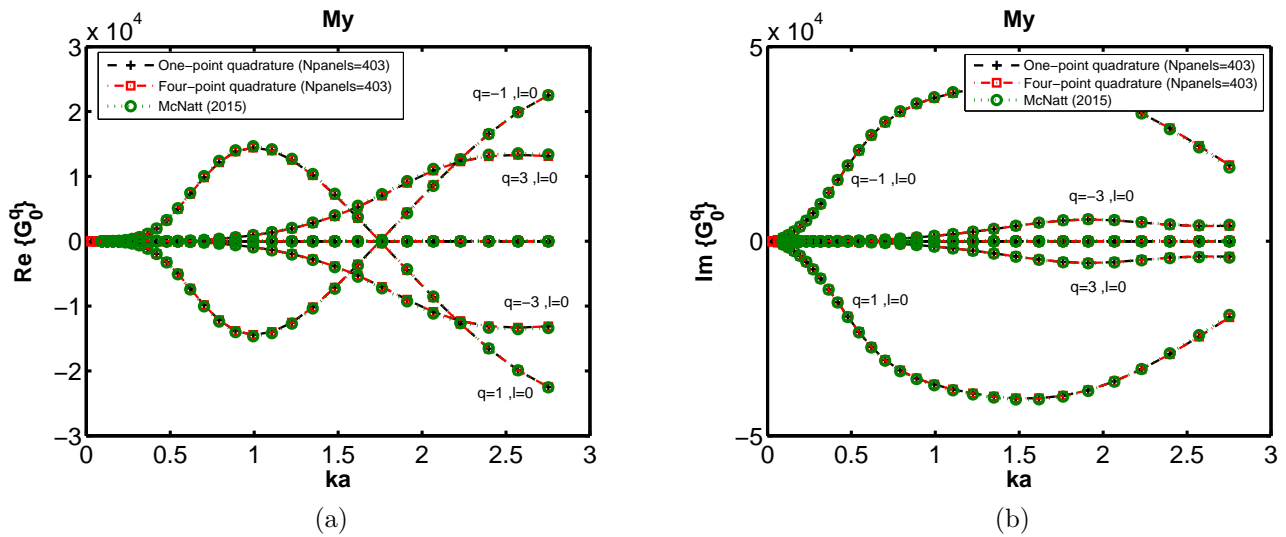 My
x 10^4
3
2
1
0
−1
−2
−3
Re {G_0^q}
0
0.5
1
1.5
2
2.5
3
ka
One−point quadrature (Npanels=403)
Four−point quadrature (Npanels=403)
McNatt (2015)
q=−1 ,l=0
q=3 ,l=0
q=−3 ,l=0
q=1 ,l=0
(a)
My
x 10^4
5
0
−5
Im {G_0^q}
0
0.5
1
1.5
2
2.5
3
ka
One−point quadrature (Npanels=403)
Four−point quadrature (Npanels=403)
McNatt (2015)
q=−1 ,l=0
q=−3 ,l=0
q=3 ,l=0
q=1 ,l=0
(b)